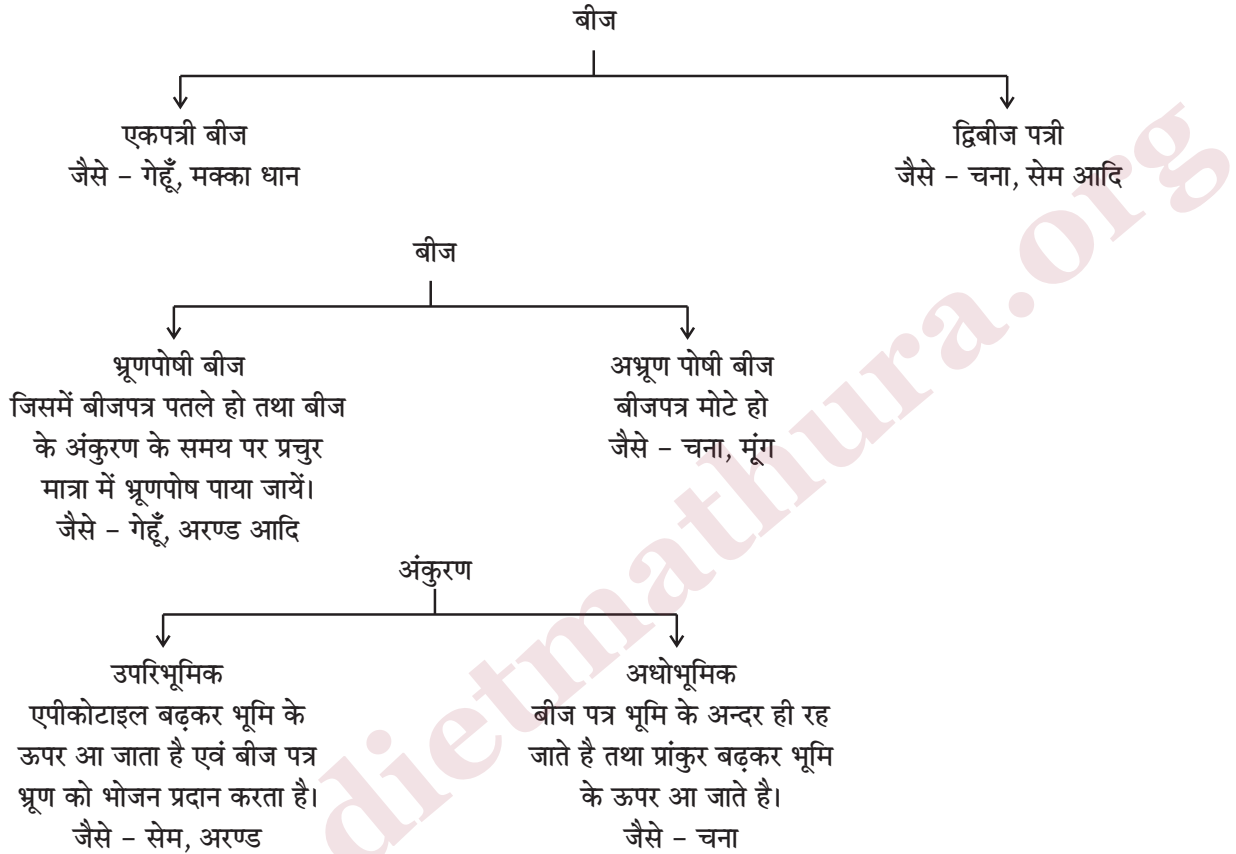 बीज
एकपत्री बीज
जैसे – गेहूँ, मक्का धान
द्विबीज पत्री
जैसे – चना, सेम आदि
बीज
भ्रूणपोषी बीज
जिसमें बीजपत्र पतले हो तथा बीज
के अंकुरण के समय पर प्रचुर
मात्रा में भ्रूणपोष पाया जायें।
जैसे – गेहूँ, अरण्ड आदि
अभ्रूण पोषी बीज
बीजपत्र मोटे हो
जैसे – चना, मूंग
अंकुरण
उपरिभूमिक
एपीकोटाइल बढ़कर भूमि के
ऊपर आ जाता है एवं बीज पत्र
भ्रूण को भोजन प्रदान करता है।
जैसे – सेम, अरण्ड
अधोभूमिक
बीज पत्र भूमि के अन्दर ही रह
जाते है तथा प्रांकुर बढ़कर भूमि
के ऊपर आ जाते है।
जैसे – चना
dietmathura.org